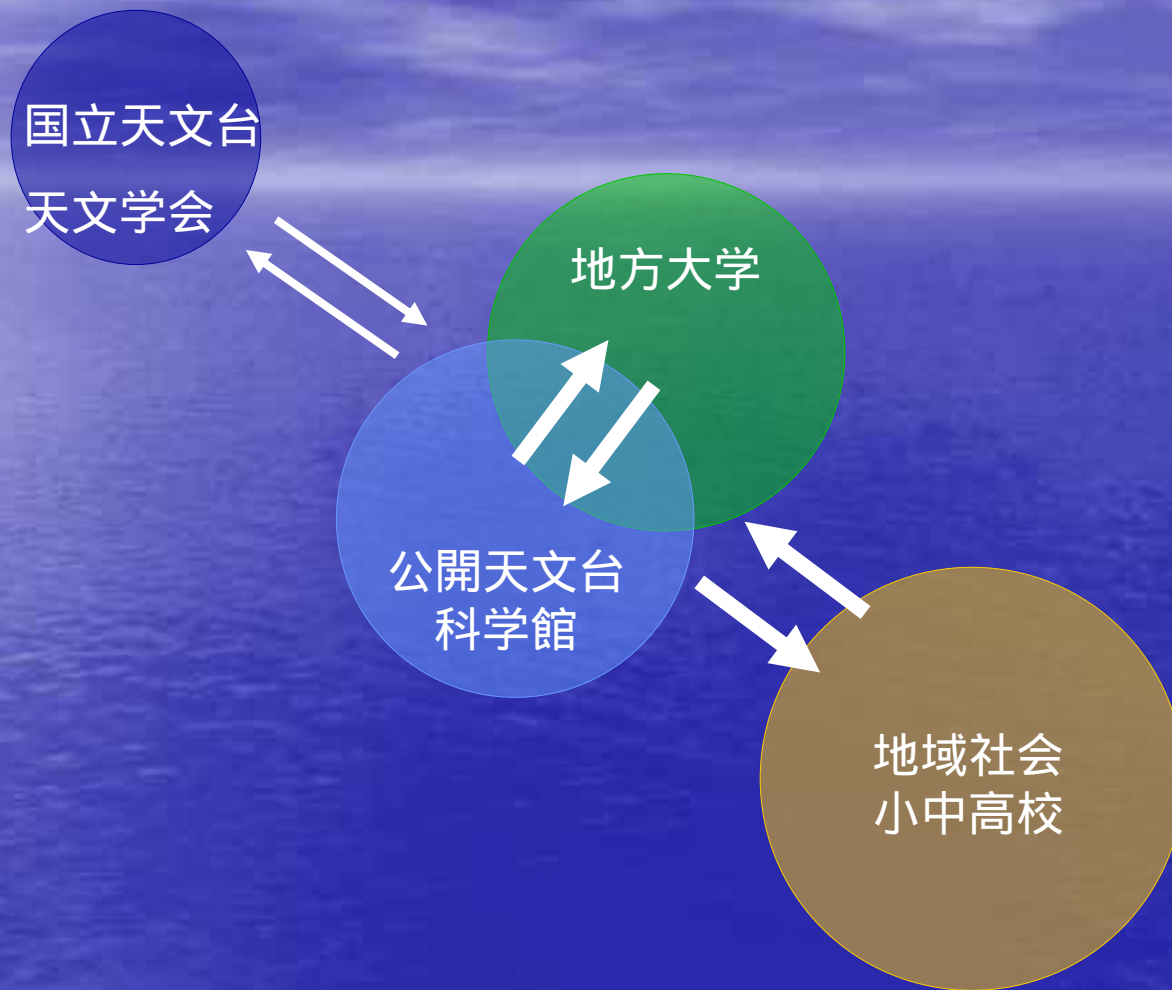 国立天文台
天文学会
地方大学
公開天文台
科学館
地域社会
小中高校